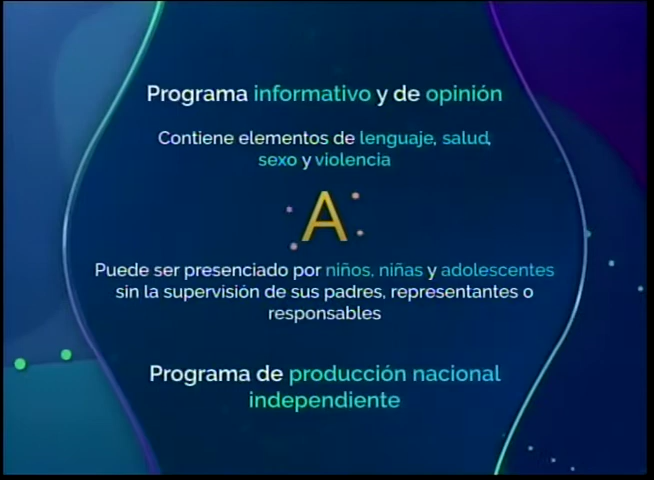 Programa informativo y de opinión
Contiene elementos de lenguaje, salud,
sexo y violencia
A
Puede ser presenciado por niños, niñas y adolescentes
sin la supervisión de sus padres, representantes o
responsables
Programa de producción nacional
independiente